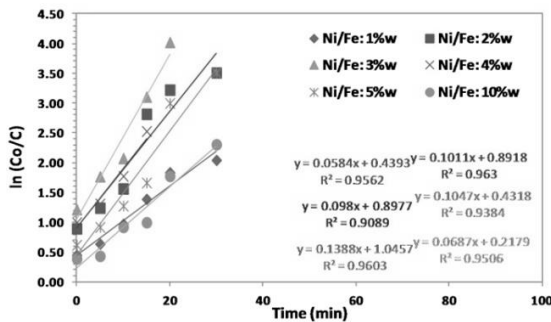 4.50
4.00
3.50
3.00
2.50
2.00
1.50
1.00
0.50
0.00
ln (Co/C)
0 20 40 60 80 100
Time (min)
Ni/Fe: 1%w Ni/Fe: 2%w
Ni/Fe: 3%w Ni/Fe: 4%w
Ni/Fe: 5%w Ni/Fe: 10%w
y = 0.0584x + 0.4393 y = 0.1011x + 0.8918
R² = 0.9562 R² = 0.963
y = 0.098x + 0.8977 y = 0.1047x + 0.4318
R² = 0.9089 R² = 0.9384
y = 0.1388x + 1.0457 y = 0.0687x + 0.2179
R² = 0.9603 R² = 0.9506